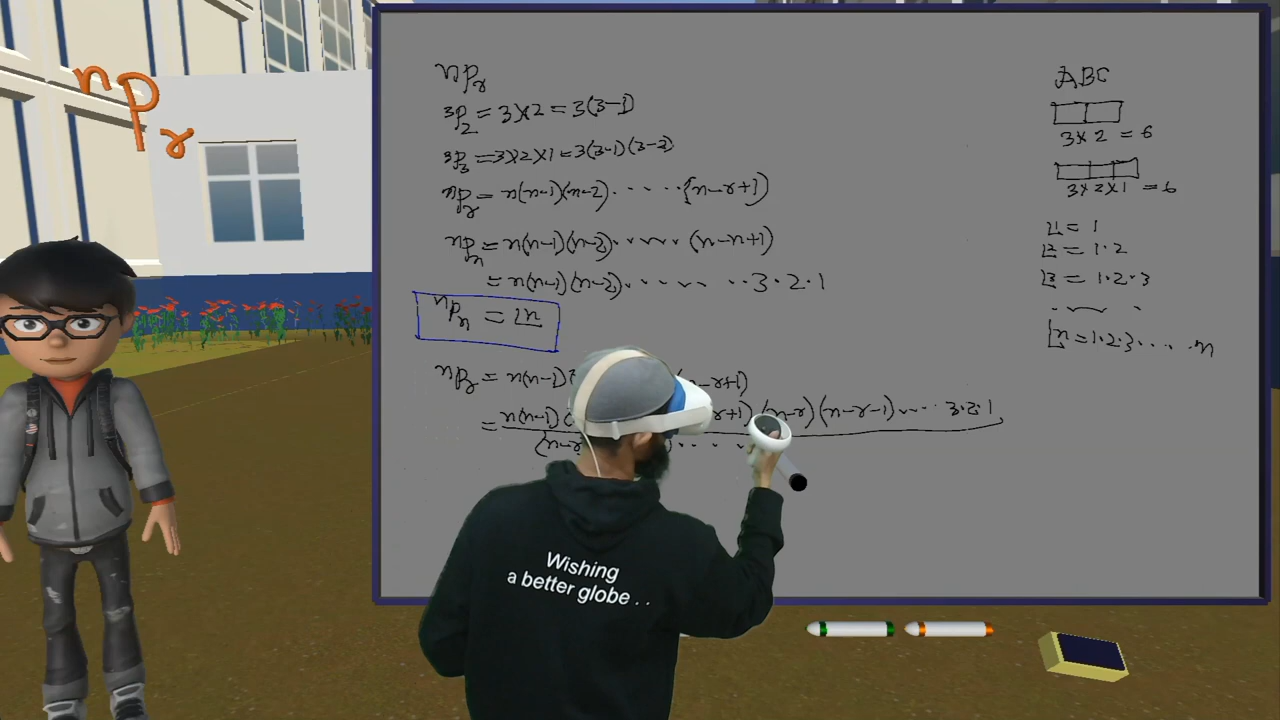 nPr
nPr
³P₂ = 3×2 = 3(3-1)
³P₃ = 3×2×1 = 3(3-1)(3-2)
ⁿPr = n(n-1)(n-2) . . . . . (n-r+1)
ⁿPₙ = n(n-1)(n-2) . . . . . (n-n+1)
= n(n-1)(n-2) . . . . . . . . 3·2·1
ⁿPₙ = ∟n
ⁿPr = n(n-1) -r+1)
= n(n-1)( r+1) (n-r)(n-r-1) . . . . 3·2·1
(n-r . . . .
ABC
3×2 = 6
3×2×1 = 6
∟1 = 1
∟2 = 1·2
∟3 = 1·2·3
∟n = 1·2·3 . . . . . n
Wishing
a better globe . .